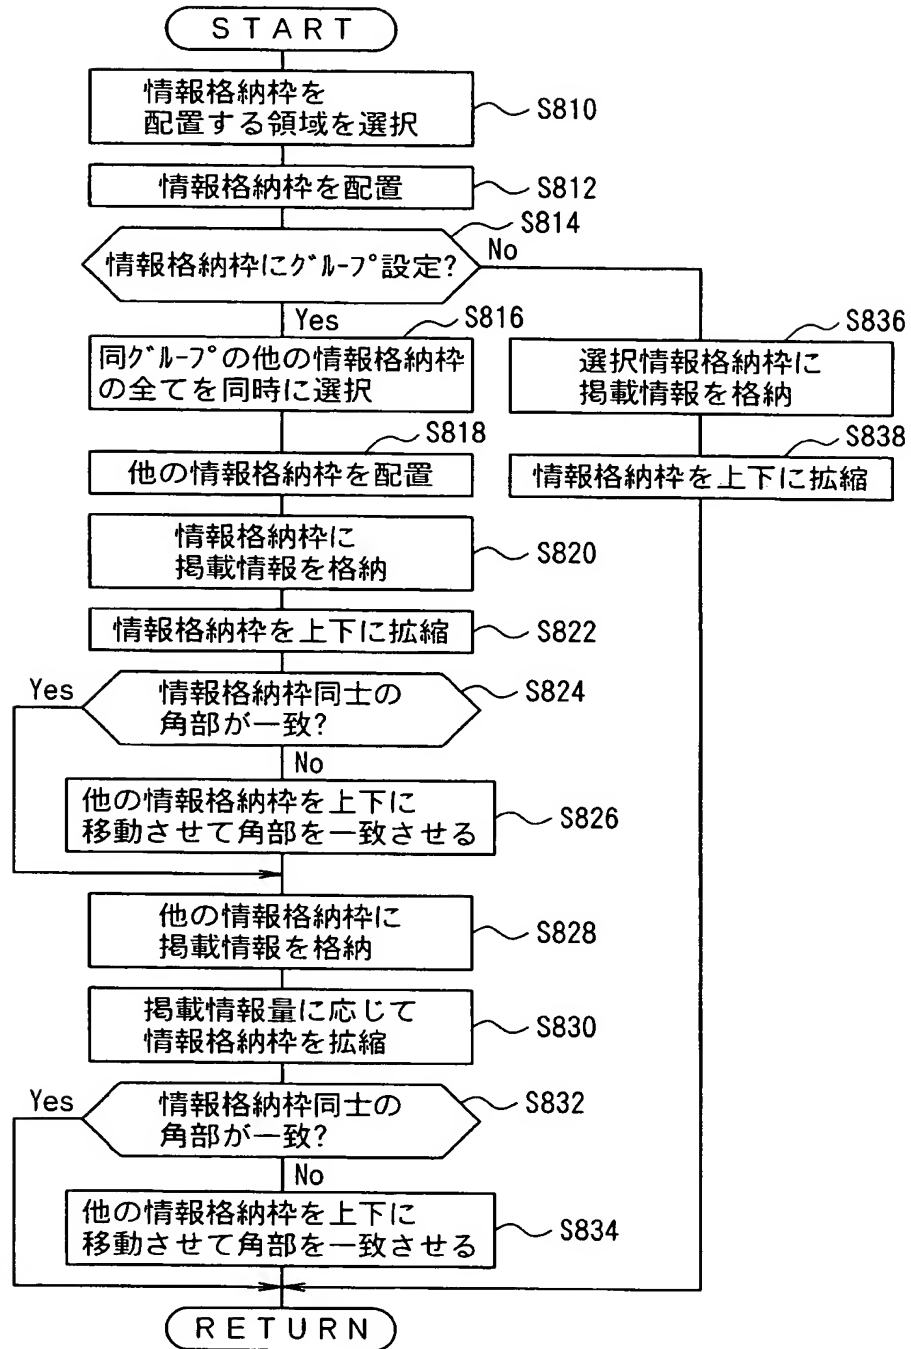 START
情報格納枠を
配置する領域を選択
S810
情報格納枠を配置
S812
S814
情報格納枠にｸﾞﾙｰﾌﾟ設定?
No
Yes
S816
同ｸﾞﾙｰﾌﾟの他の情報格納枠
の全てを同時に選択
S836
選択情報格納枠に
掲載情報を格納
S818
他の情報格納枠を配置
S838
情報格納枠を上下に拡縮
情報格納枠に
掲載情報を格納
S820
情報格納枠を上下に拡縮
S822
Yes
情報格納枠同士の
角部が一致?
S824
No
他の情報格納枠を上下に
移動させて角部を一致させる
S826
他の情報格納枠に
掲載情報を格納
S828
掲載情報量に応じて
情報格納枠を拡縮
S830
Yes
情報格納枠同士の
角部が一致?
S832
No
他の情報格納枠を上下に
移動させて角部を一致させる
S834
RETURN